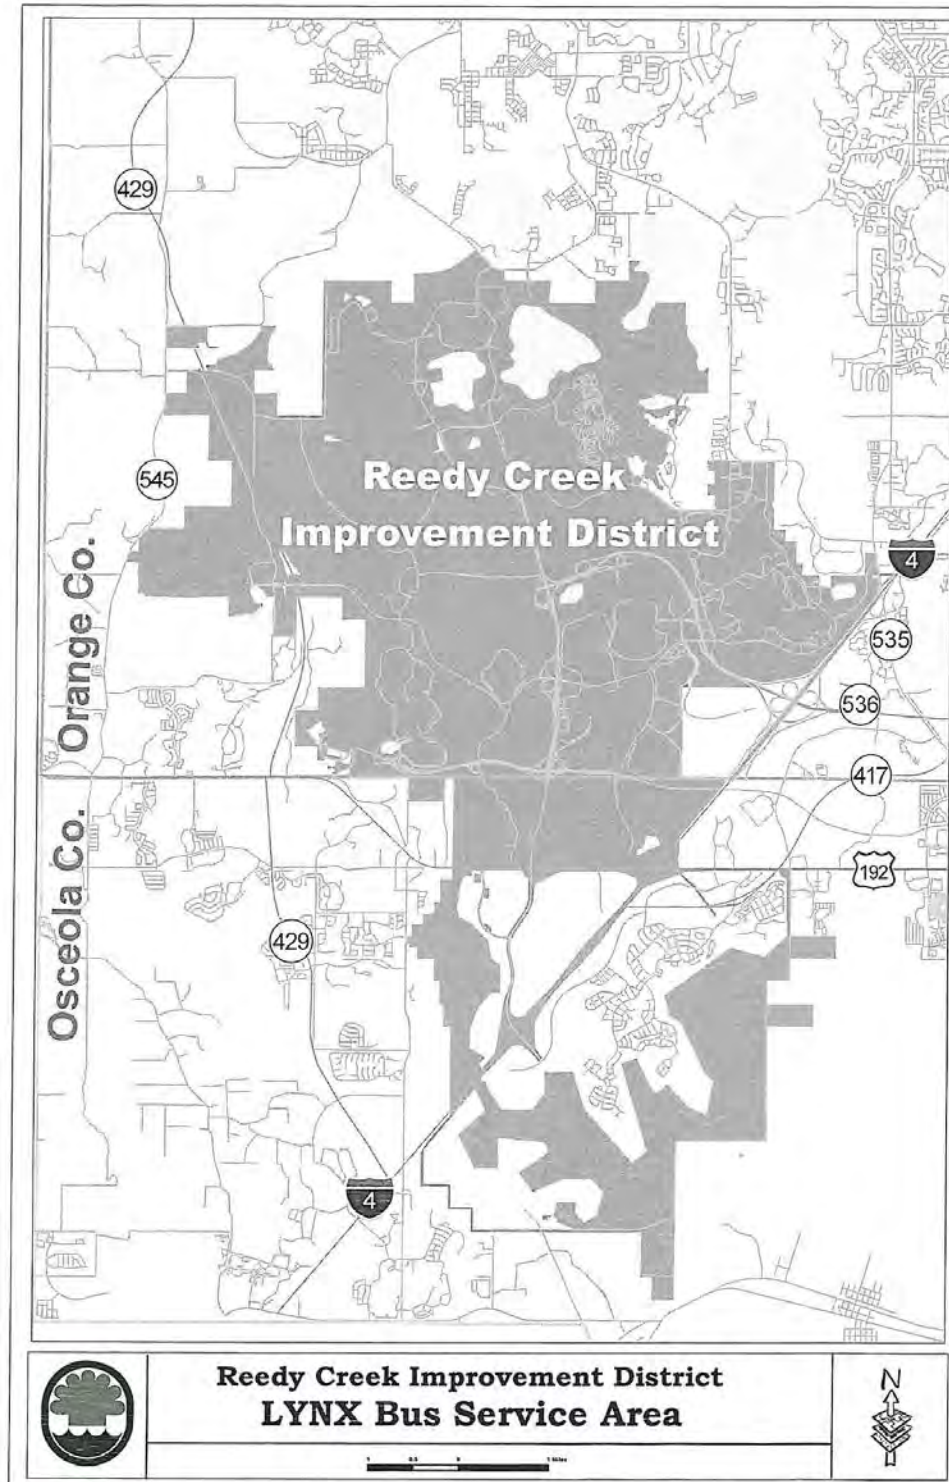 429
545
Reedy Creek
Improvement District
4
535
536
417
192
Orange Co.
Osceola Co.
429
4
Reedy Creek Improvement District
LYNX Bus Service Area
N